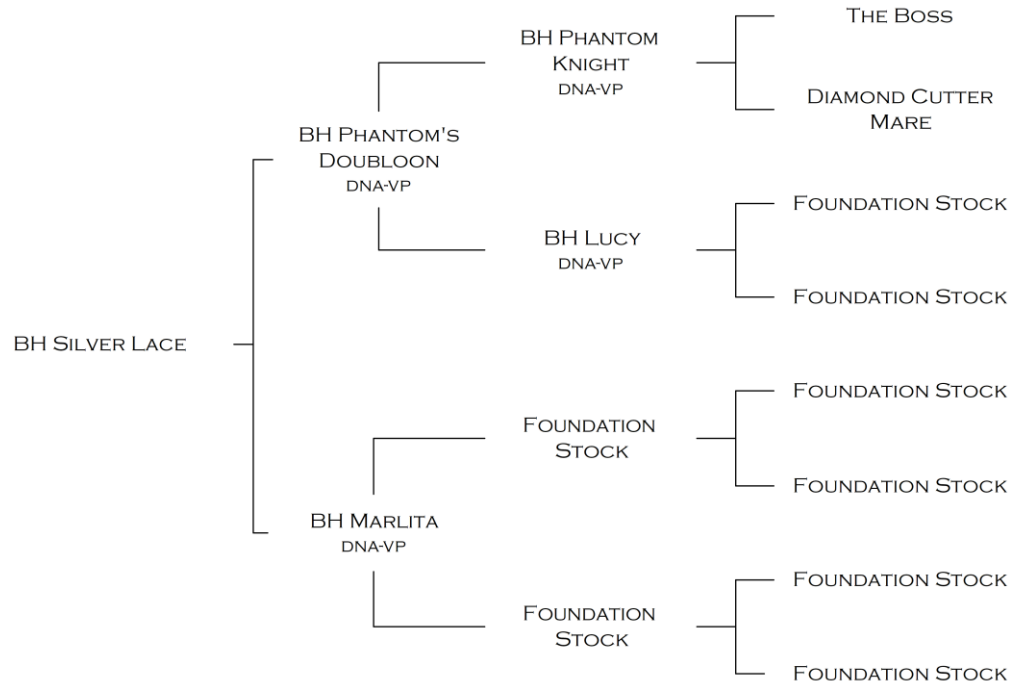 The Boss
BH Phantom
Knight
DNA-VP
Diamond Cutter
Mare
BH Phantom's
Doubloon
DNA-VP
Foundation Stock
BH Lucy
DNA-VP
Foundation Stock
BH Silver Lace
Foundation Stock
Foundation
Stock
Foundation Stock
BH Marlita
DNA-VP
Foundation Stock
Foundation
Stock
Foundation Stock